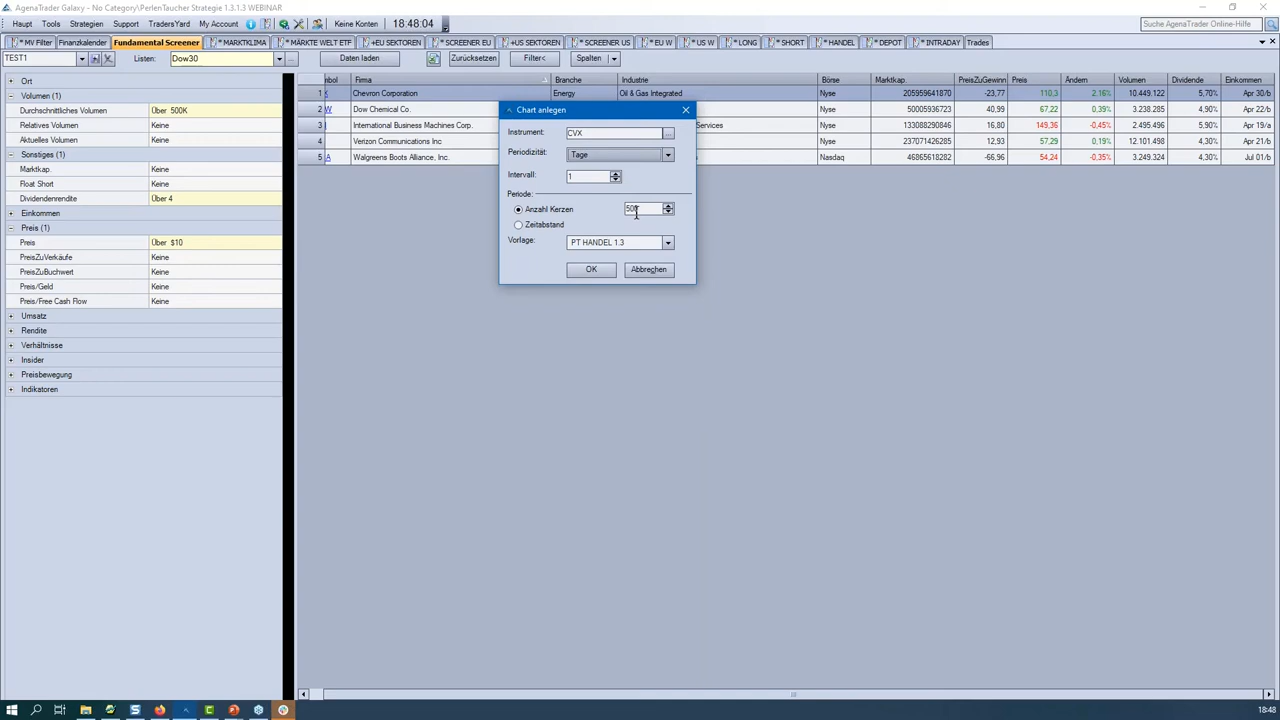 AgenaTrader Galaxy - No Category\PerlenTaucher Strategie 1.3.1.3 WEBINAR
Haupt Tools Strategien Support TradersYard My Account Keine Konten 18:48:04 Suche AgenaTrader Online-Hilfe
* MV Filter Finanzkalender Fundamental Screener * MARKTKLIMA * MÄRKTE WELT ETF +EU SEKTOREN * SCREENER EU +US SEKTOREN * SCREENER US * EU W * US W * LONG * SHORT * HANDEL * DEPOT * INTRADAY Trades
TEST1 Listen: Dow30 ... Daten laden Zurücksetzen Filter< Spalten
Ort
Volumen (1)
Durchschnittliches Volumen Über 500K
Relatives Volumen Keine
Aktuelles Volumen Keine
Sonstiges (1)
Marktkap. Keine
Float Short Keine
Dividendenrendite Über 4
Einkommen
Preis (1)
Preis Über $10
PreisZuVerkäufe Keine
PreisZuBuchwert Keine
Preis/Geld Keine
Preis/Free Cash Flow Keine
Umsatz
Rendite
Verhältnisse
Insider
Preisbewegung
Indikatoren
nbol Firma Branche Industrie Börse Marktkap. PreisZuGewinn Preis Ändern Volumen Dividende Einkommen
1 Chevron Corporation Energy Oil & Gas Integrated Nyse 205959641870 -23,77 110,3 2.16% 10.449.122 5,70% Apr 30/b
2 W Dow Chemical Co. Nyse 50005936723 40,99 67,22 0,39% 3.238.285 4,90% Apr 22/b
3 International Business Machines Corp. Services Nyse 133088290846 16,80 149,36 -0,45% 2.495.496 5,90% Apr 19/a
4 Verizon Communications Inc Nyse 237071426285 12,93 57,29 0,19% 12.101.498 4,30% Apr 21/b
5 A Walgreens Boots Alliance, Inc. Nasdaq 46865618282 -66,96 54,24 -0,35% 3.249.324 4,30% Jul 01/b
Chart anlegen
Instrument: CVX ...
Periodizität: Tage
Intervall: 1
Periode:
Anzahl Kerzen
Zeitabstand
Vorlage: PT HANDEL 1.3
OK Abbrechen
18:48